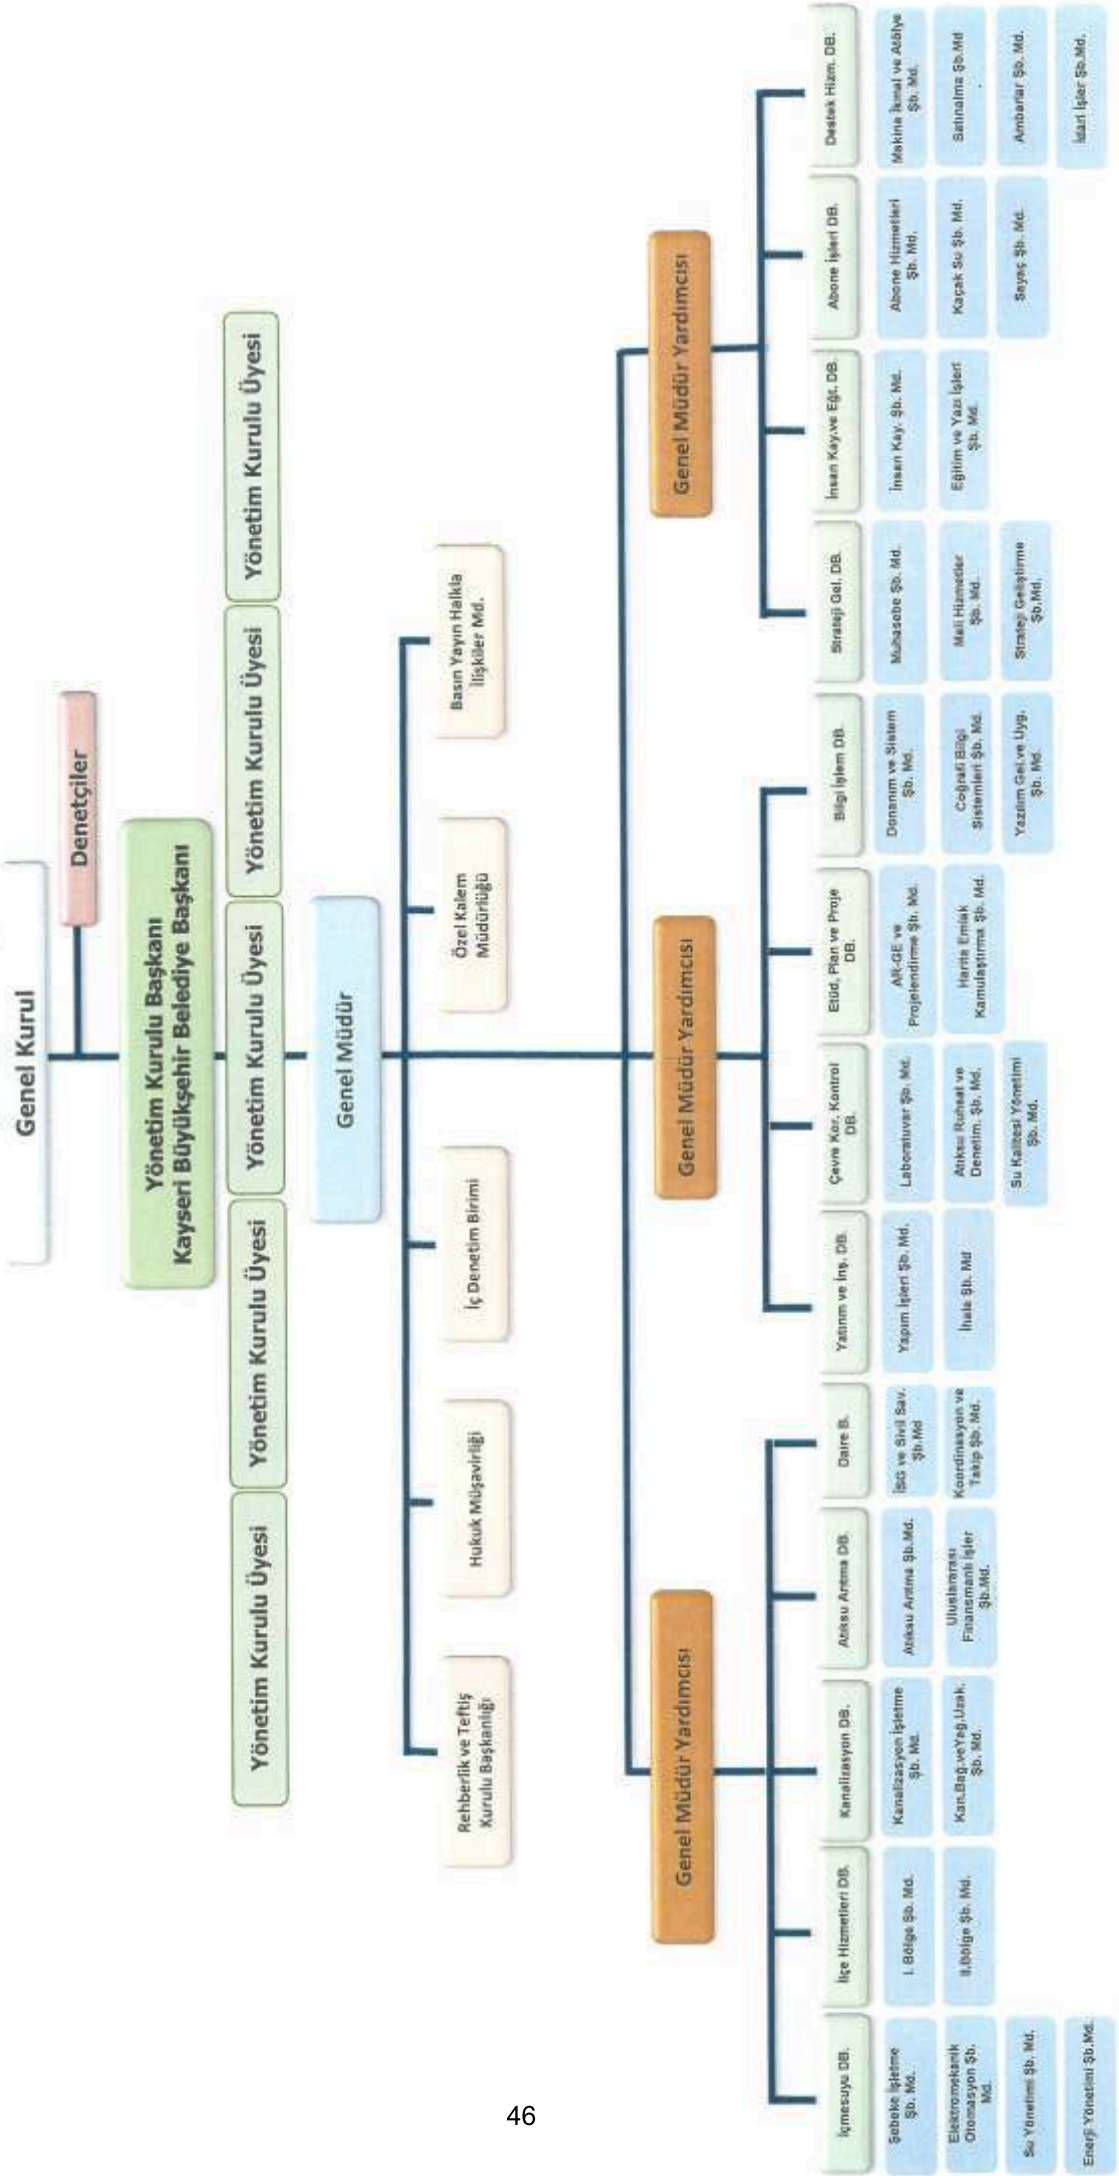 Genel Kurul
Denetçiler
Yönetim Kurulu Başkanı
Kayseri Büyükşehir Belediye Başkanı
Yönetim Kurulu Üyesi
Yönetim Kurulu Üyesi
Yönetim Kurulu Üyesi
Yönetim Kurulu Üyesi
Yönetim Kurulu Üyesi
Genel Müdür
Rehberlik ve Teftiş
Kurulu Başkanlığı
Hukuk Müşavirliği
İç Denetim Birimi
Özel Kalem
Müdürlüğü
Basın Yayın Halkla
İlişkiler Md.
Genel Müdür Yardımcısı
Genel Müdür Yardımcısı
Genel Müdür Yardımcısı
İçmesuyu DB.
Şebeke İşletme
Şb. Md.
Elektromekanik
Otomasyon Şb.
Md.
Su Yönetimi Şb. Md.
Enerji Yönetimi Şb.Md.
İlçe Hizmetleri DB.
I. Bölge Şb. Md.
II.Bölge Şb. Md.
Kanalizasyon DB.
Kanalizasyon İşletme
Şb. Md.
Kan.Bağ.veYağ.Uzak.
Şb. Md.
Atıksu Arıtma DB.
Atıksu Arıtma Şb.Md.
Uluslararası
Finansmanlı İşler
Şb.Md.
Daire B.
İSG ve Sivil Sav.
Şb.Md
Koordinasyon ve
Takip Şb. Md.
Yatırım ve İnş. DB.
Yapım İşleri Şb. Md.
İhale Şb. Md
Çevre Kor. Kontrol
DB.
Laboratuvar Şb. Md.
Atıksu Ruhsat ve
Denetim. Şb. Md.
Su Kalitesi Yönetimi
Şb. Md.
Etüd, Plan ve Proje
DB.
AR-GE ve
Projelendirme Şb. Md.
Harita Emlak
Kamulaştırma Şb. Md.
Bilgi İşlem DB.
Donanım ve Sistem
Şb. Md.
Coğrafi Bilgi
Sistemleri Şb. Md.
Yazılım Gel.ve Uyg.
Şb. Md.
Strateji Gel. DB.
Muhasebe Şb. Md.
Mali Hizmetler
Şb. Md.
Strateji Geliştirme
Şb.Md.
İnsan Kay.ve Eğt. DB.
İnsan Kay. Şb. Md.
Eğitim ve Yazı İşleri
Şb. Md.
Abone İşleri DB.
Abone Hizmetleri
Şb. Md.
Kaçak Su Şb. Md.
Sayaç Şb. Md.
Destek Hizm. DB.
Makina İkmal ve Atölye
Şb. Md.
Satınalma Şb.Md
.
Ambarlar Şb. Md.
İdari İşler Şb.Md.
46